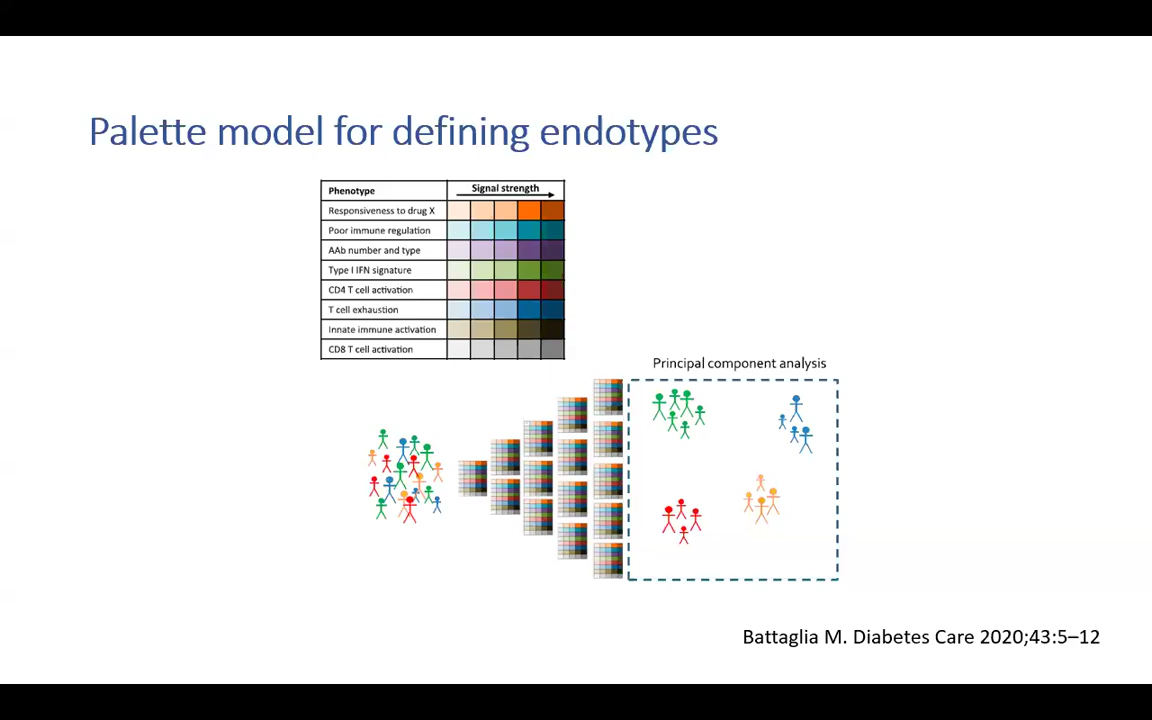 Palette model for defining endotypes
Phenotype
Signal strength
Responsiveness to drug X
Poor immune regulation
AAb number and type
Type I IFN signature
CD4 T cell activation
T cell exhaustion
Innate immune activation
CD8 T cell activation
Principal component analysis
Battaglia M. Diabetes Care 2020;43:5–12